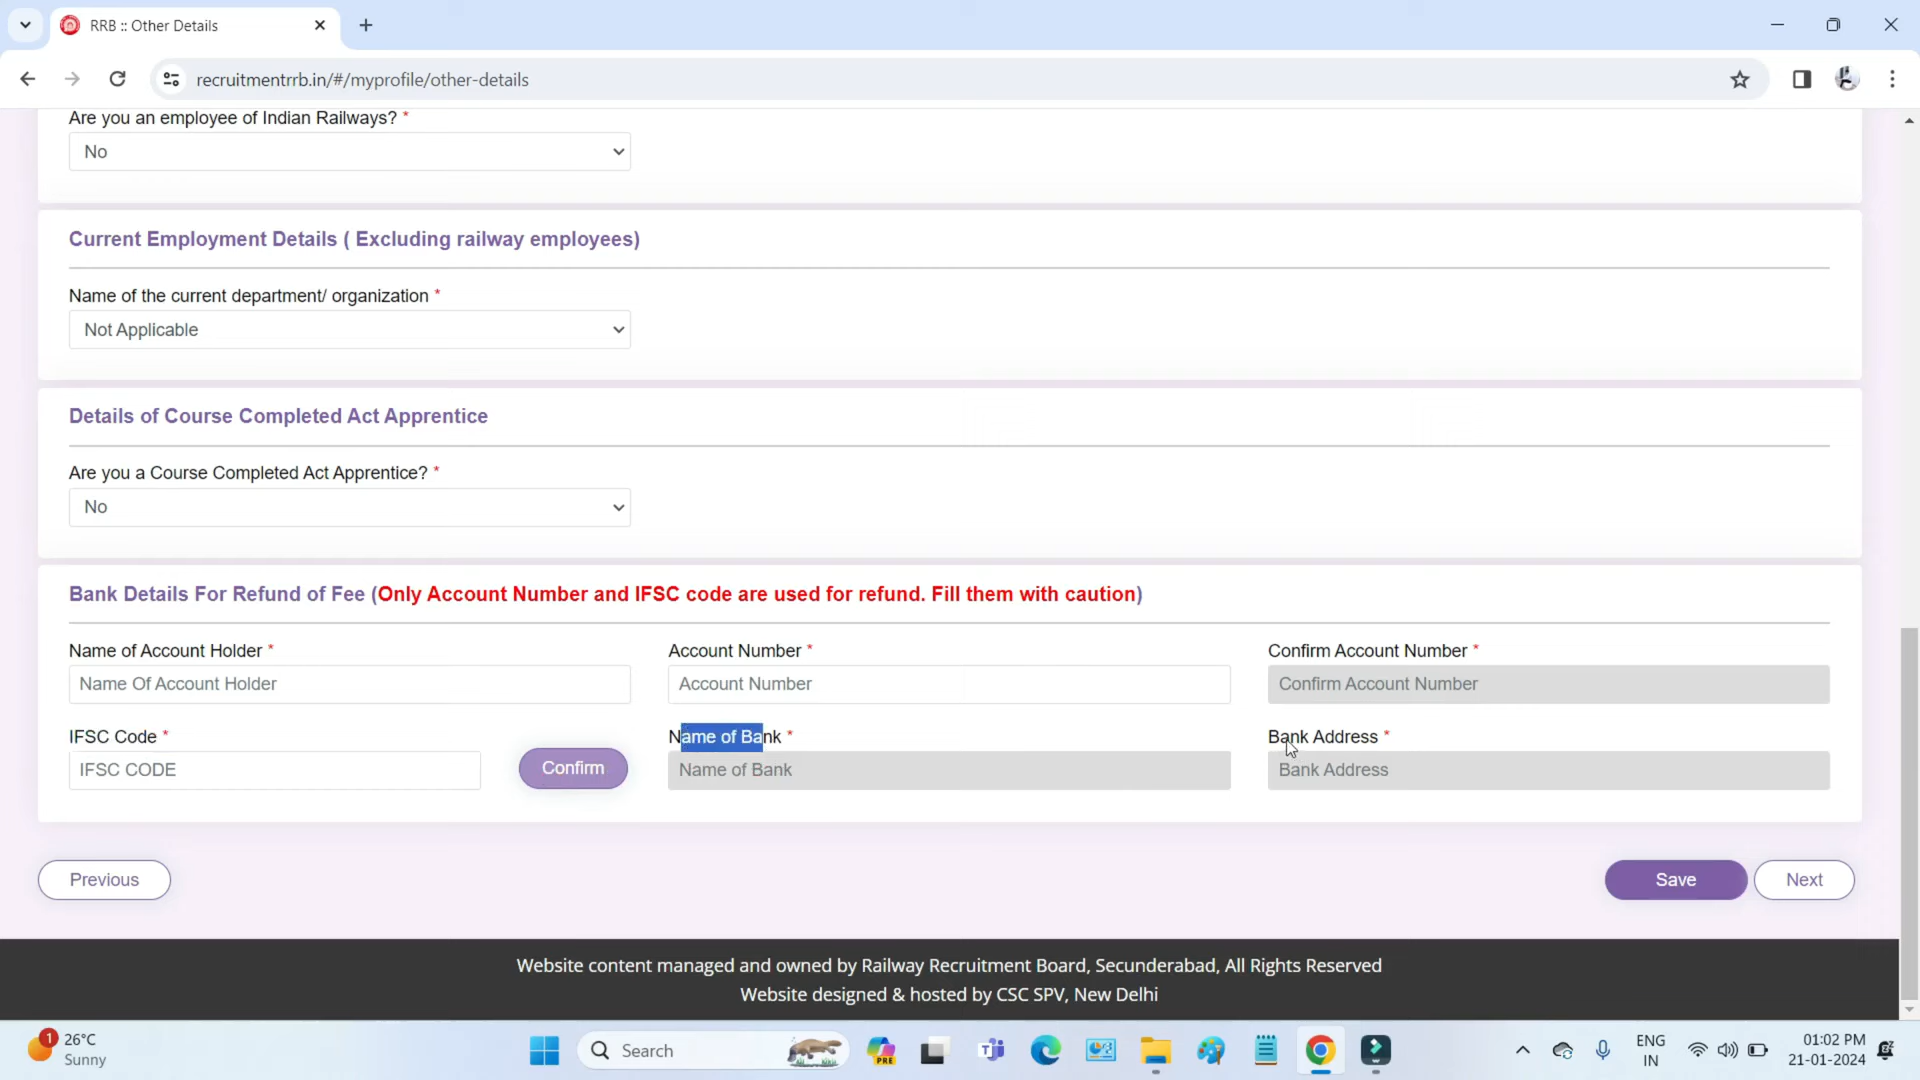 RRB :: Other Details
recruitmentrrb.in/#/myprofile/other-details
Are you an employee of Indian Railways? *
No
Current Employment Details ( Excluding railway employees)
Name of the current department/ organization *
Not Applicable
Details of Course Completed Act Apprentice
Are you a Course Completed Act Apprentice? *
No
Bank Details For Refund of Fee (Only Account Number and IFSC code are used for refund. Fill them with caution)
Name of Account Holder * Account Number * Confirm Account Number *
Name Of Account Holder Account Number Confirm Account Number
IFSC Code * Name of Bank * Bank Address *
IFSC CODE Confirm Name of Bank Bank Address
Previous Save Next
Website content managed and owned by Railway Recruitment Board, Secunderabad, All Rights Reserved
Website designed & hosted by CSC SPV, New Delhi
1 26°C Sunny
Search
PRE
ENG
IN
01:02 PM
21-01-2024